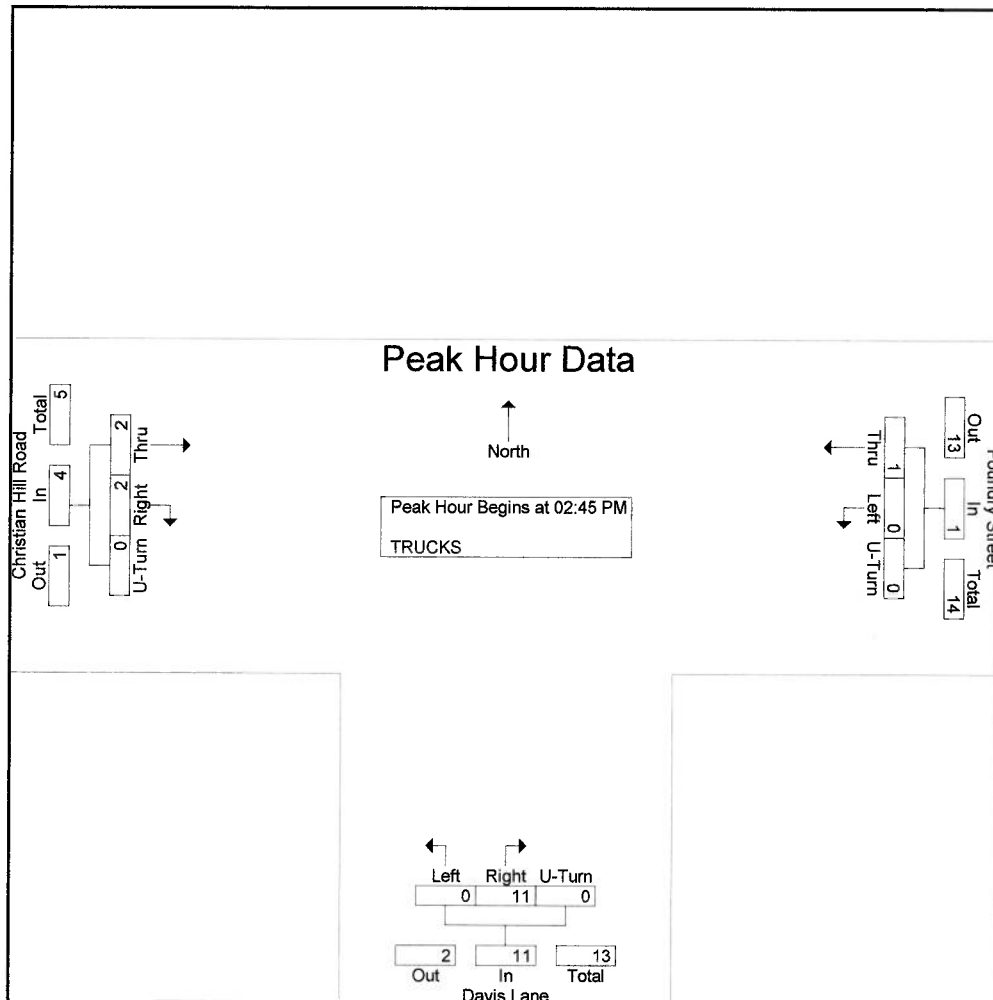 Peak Hour Data
North
Peak Hour Begins at 02:45 PM
TRUCKS
Christian Hill Road
Out In Total
1 4 5
U-Turn Right Thru
0 2 2
Foundry Street
Out In Total
13 1 14
Thru Left U-Turn
1 0 0
Left Right U-Turn
0 11 0
2 11 13
Out In Total
Davis Lane